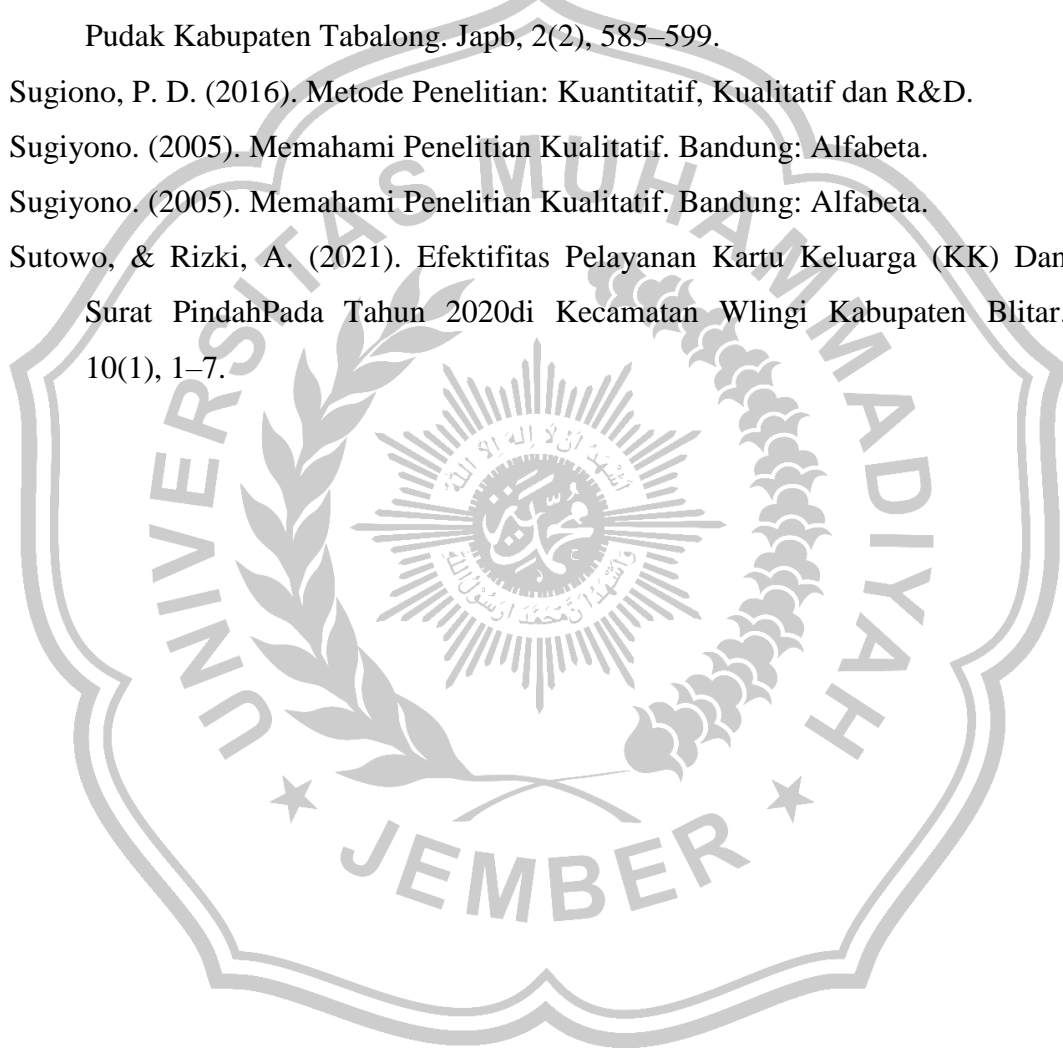 Pudak Kabupaten Tabalong. Japb, 2(2), 585–599.
Sugiono, P. D. (2016). Metode Penelitian: Kuantitatif, Kualitatif dan R&D.
Sugiyono. (2005). Memahami Penelitian Kualitatif. Bandung: Alfabeta.
Sugiyono. (2005). Memahami Penelitian Kualitatif. Bandung: Alfabeta.
Sutowo, & Rizki, A. (2021). Efektifitas Pelayanan Kartu Keluarga (KK) Dan
Surat PindahPada Tahun 2020di Kecamatan Wlingi Kabupaten Blitar.
10(1), 1–7.
UNIVERSITAS MUHAMMADIYAH
JEMBER